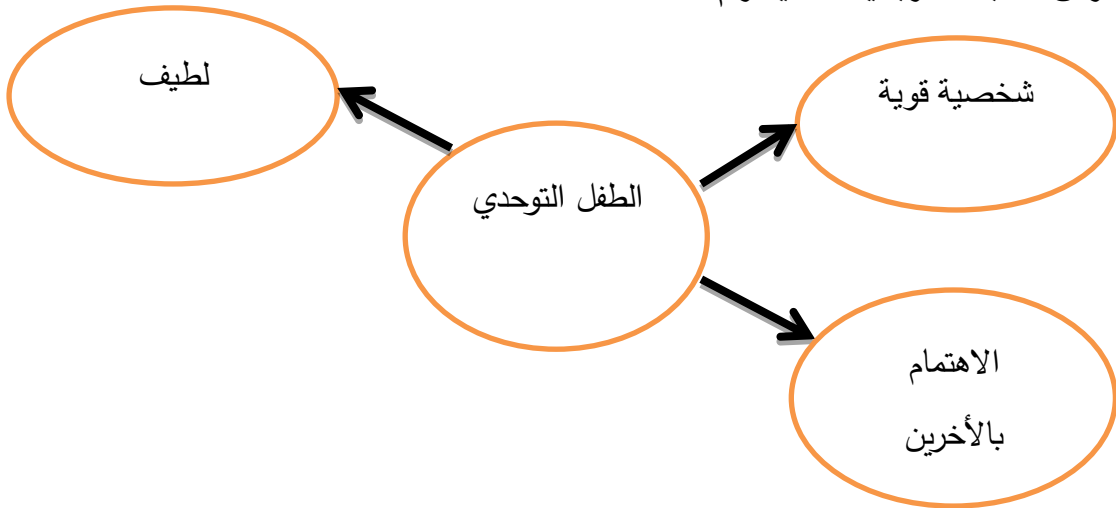 شخصية قوية
لطيف
الطفل التوحدي
الاهتمام
بالأخرين